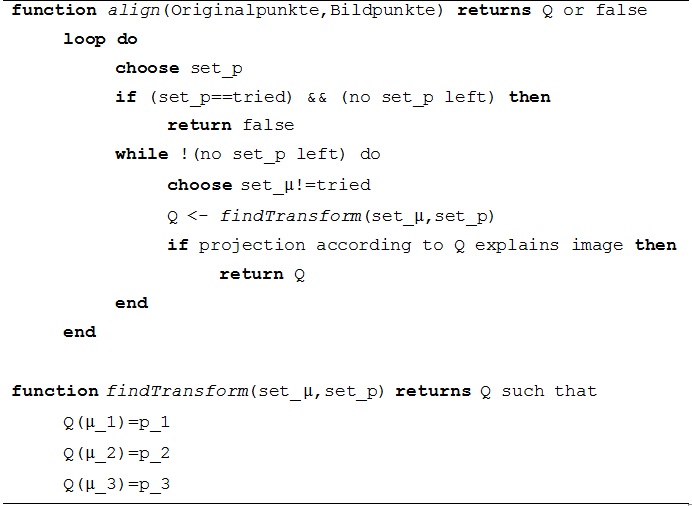 function align(Originalpunkte,Bildpunkte) returns Q or false
loop do
choose set_p
if (set_p==tried) && (no set_p left) then
return false
while !(no set_p left) do
choose set_µ!=tried
Q <- findTransform(set_µ,set_p)
if projection according to Q explains image then
return Q
end
end
function findTransform(set_µ,set_p) returns Q such that
Q(µ_1)=p_1
Q(µ_2)=p_2
Q(µ_3)=p_3